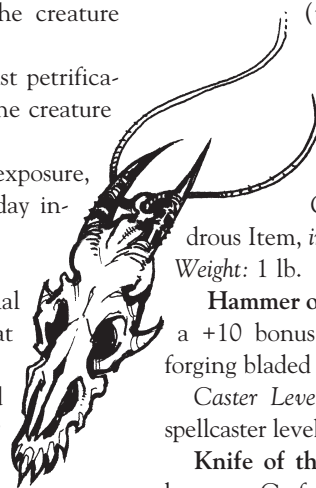 he creature
st petrifica-
he creature
exposure,
day in-
al
at
drous Item, i
Weight: 1 lb.
Hammer o
a +10 bonus
forging bladed
Caster Leve
spellcaster level
Knife of th